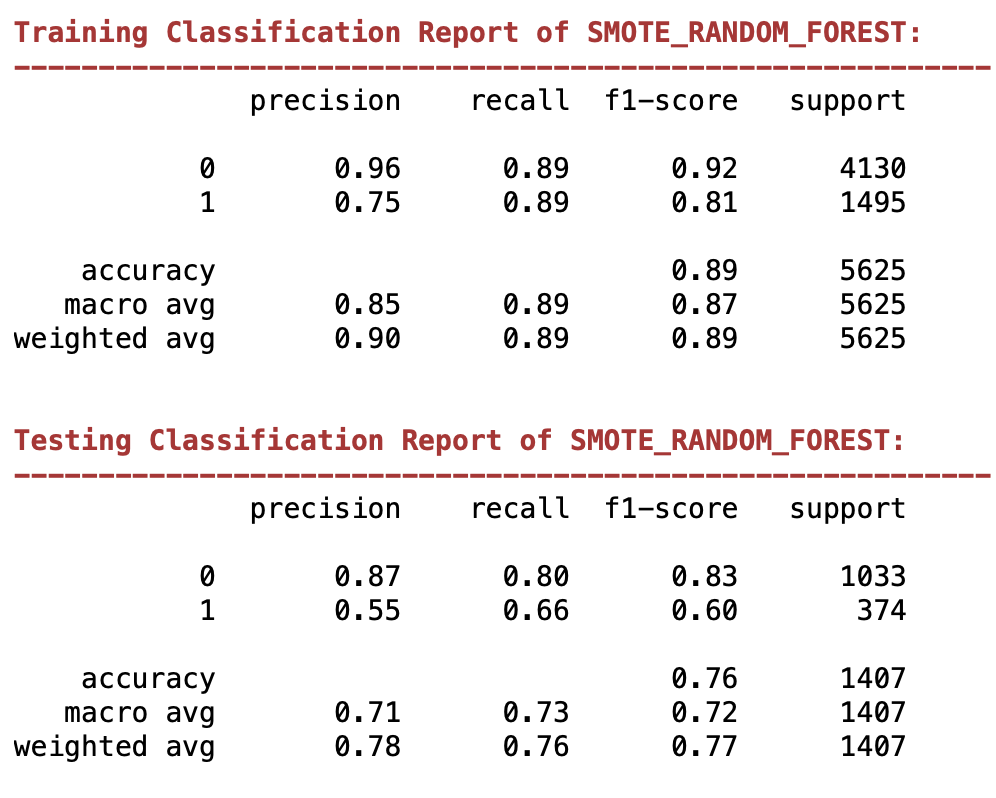 Training Classification Report of SMOTE_RANDOM_FOREST:
----------------------------------------------------------
precision recall f1-score support
0 0.96 0.89 0.92 4130
1 0.75 0.89 0.81 1495
accuracy 0.89 5625
macro avg 0.85 0.89 0.87 5625
weighted avg 0.90 0.89 0.89 5625
Testing Classification Report of SMOTE_RANDOM_FOREST:
----------------------------------------------------------
precision recall f1-score support
0 0.87 0.80 0.83 1033
1 0.55 0.66 0.60 374
accuracy 0.76 1407
macro avg 0.71 0.73 0.72 1407
weighted avg 0.78 0.76 0.77 1407